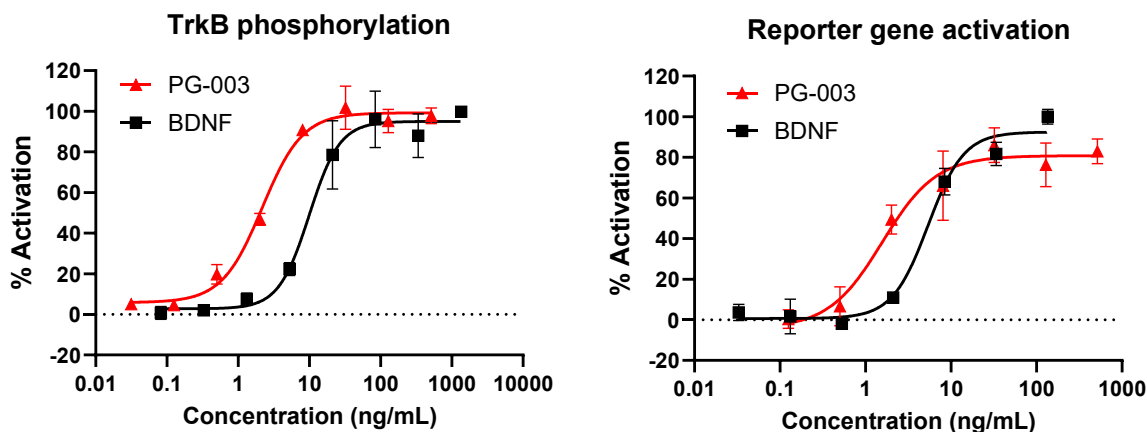 TrkB phosphorylation
120
100
80
60
40
20
0
-20
% Activation
PG-003
BDNF
0.01 0.1 1 10 100 1000 10000
Concentration (ng/mL)
Reporter gene activation
120
100
80
60
40
20
0
-20
% Activation
PG-003
BDNF
0.01 0.1 1 10 100 1000
Concentration (ng/mL)